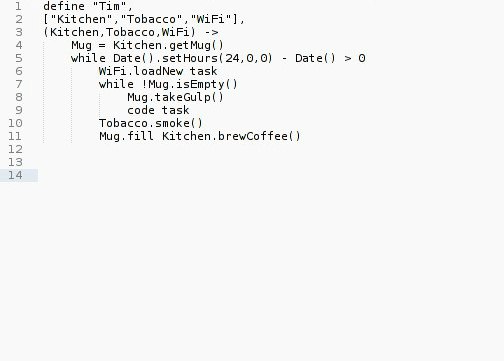 1 define "Tim",
2 ["Kitchen","Tobacco","WiFi"],
3 (Kitchen,Tobacco,WiFi) ->
4 Mug = Kitchen.getMug()
5 while Date().setHours(24,0,0) - Date() > 0
6 WiFi.loadNew task
7 while !Mug.isEmpty()
8 Mug.takeGulp()
9 code task
10 Tobacco.smoke()
11 Mug.fill Kitchen.brewCoffee()
12
13
14